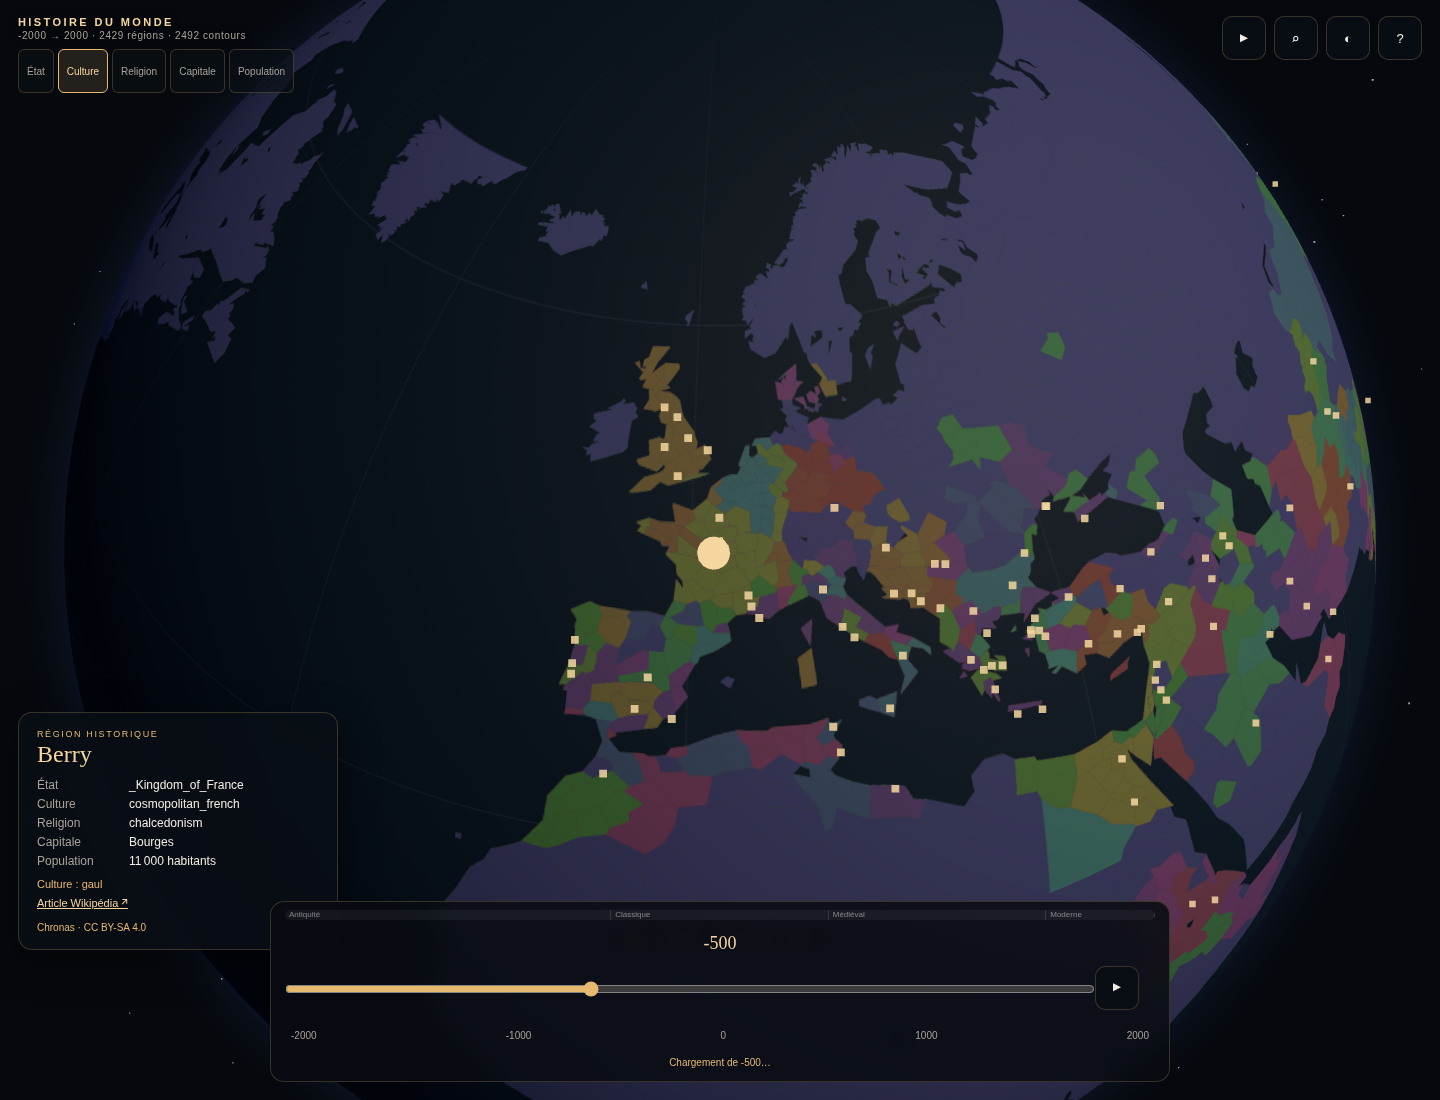 HISTOIRE DU MONDE
-2000 → 2000 · 2429 régions · 2492 contours
État Culture Religion Capitale Population
?
RÉGION HISTORIQUE
Berry
État _Kingdom_of_France
Culture cosmopolitan_french
Religion chalcedonism
Capitale Bourges
Population 11 000 habitants
Culture : gaul
Article Wikipédia ↗
Chronas · CC BY-SA 4.0
Antiquité Classique Médiéval Moderne
-500
-2000 -1000 0 1000 2000
Chargement de -500…